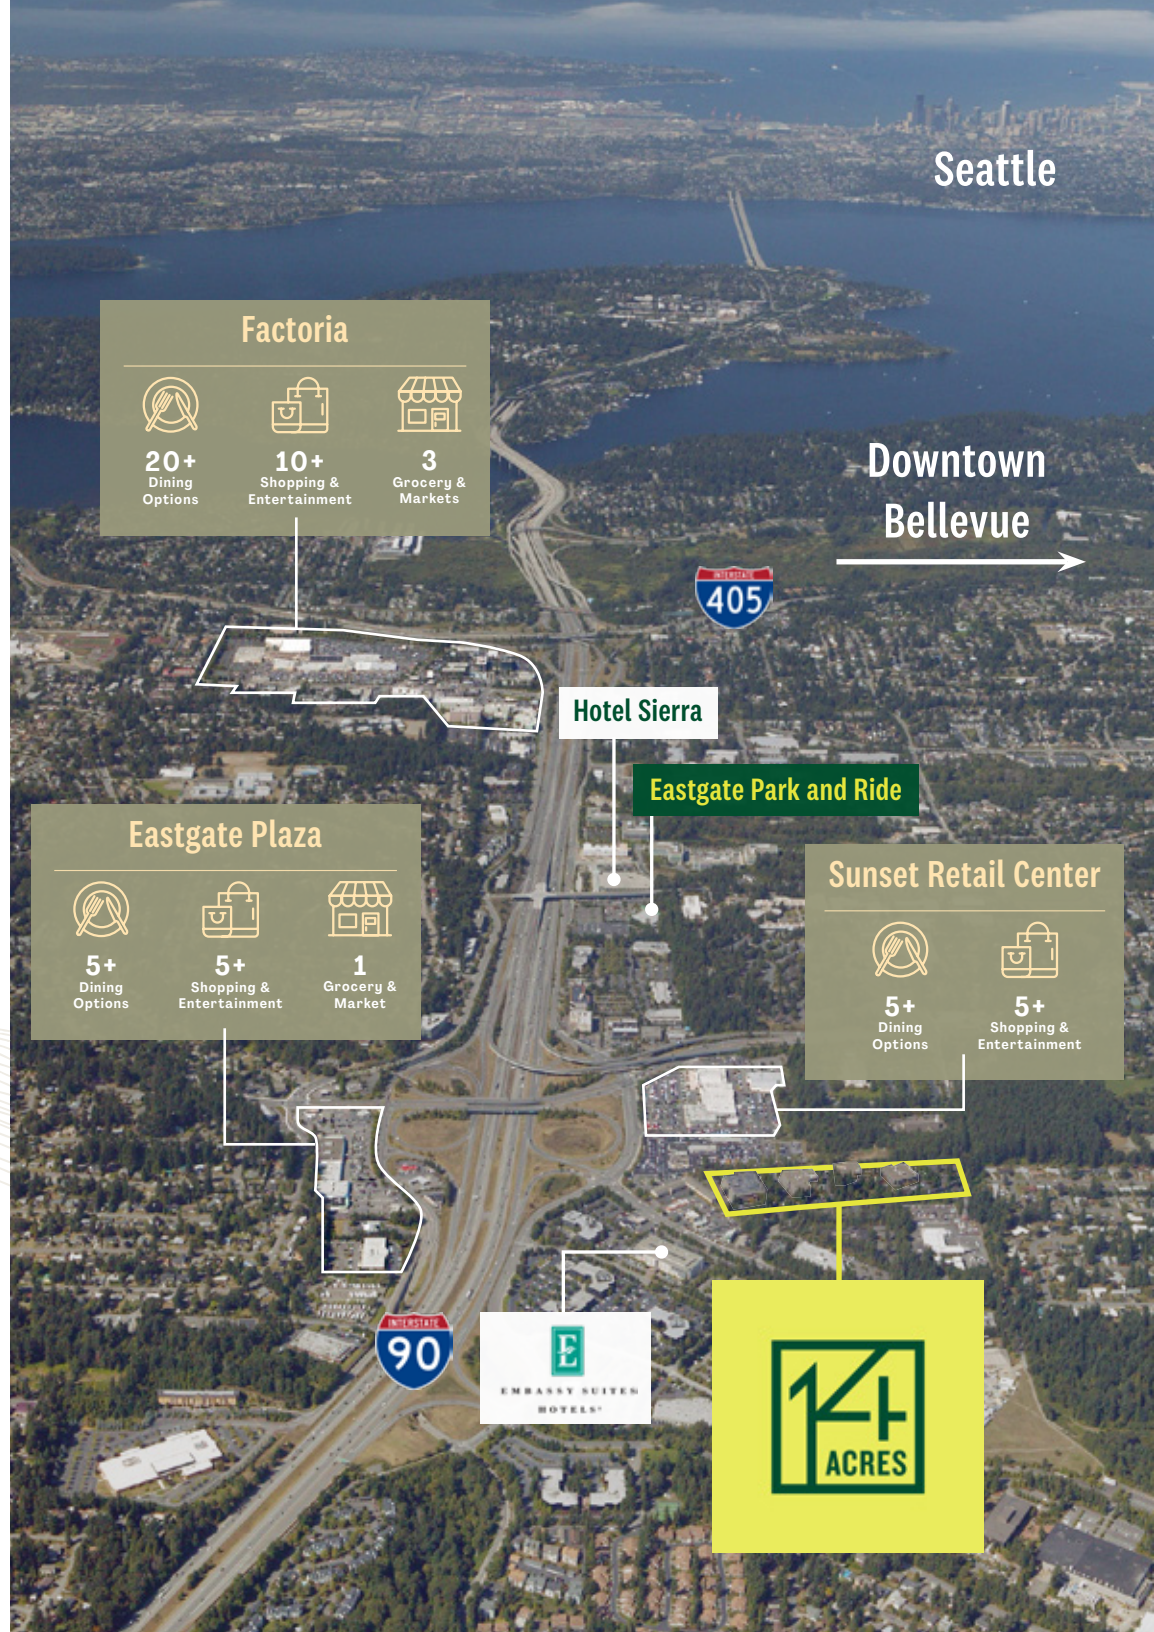 Seattle
Factoria
20+
Dining
Options
10+
Shopping &
Entertainment
3
Grocery &
Markets
Downtown
Bellevue
INTERSTATE
405
Hotel Sierra
Eastgate Park and Ride
Eastgate Plaza
5+
Dining
Options
5+
Shopping &
Entertainment
1
Grocery &
Market
Sunset Retail Center
5+
Dining
Options
5+
Shopping &
Entertainment
INTERSTATE
90
E
EMBASSY SUITES
HOTELS®
14
ACRES